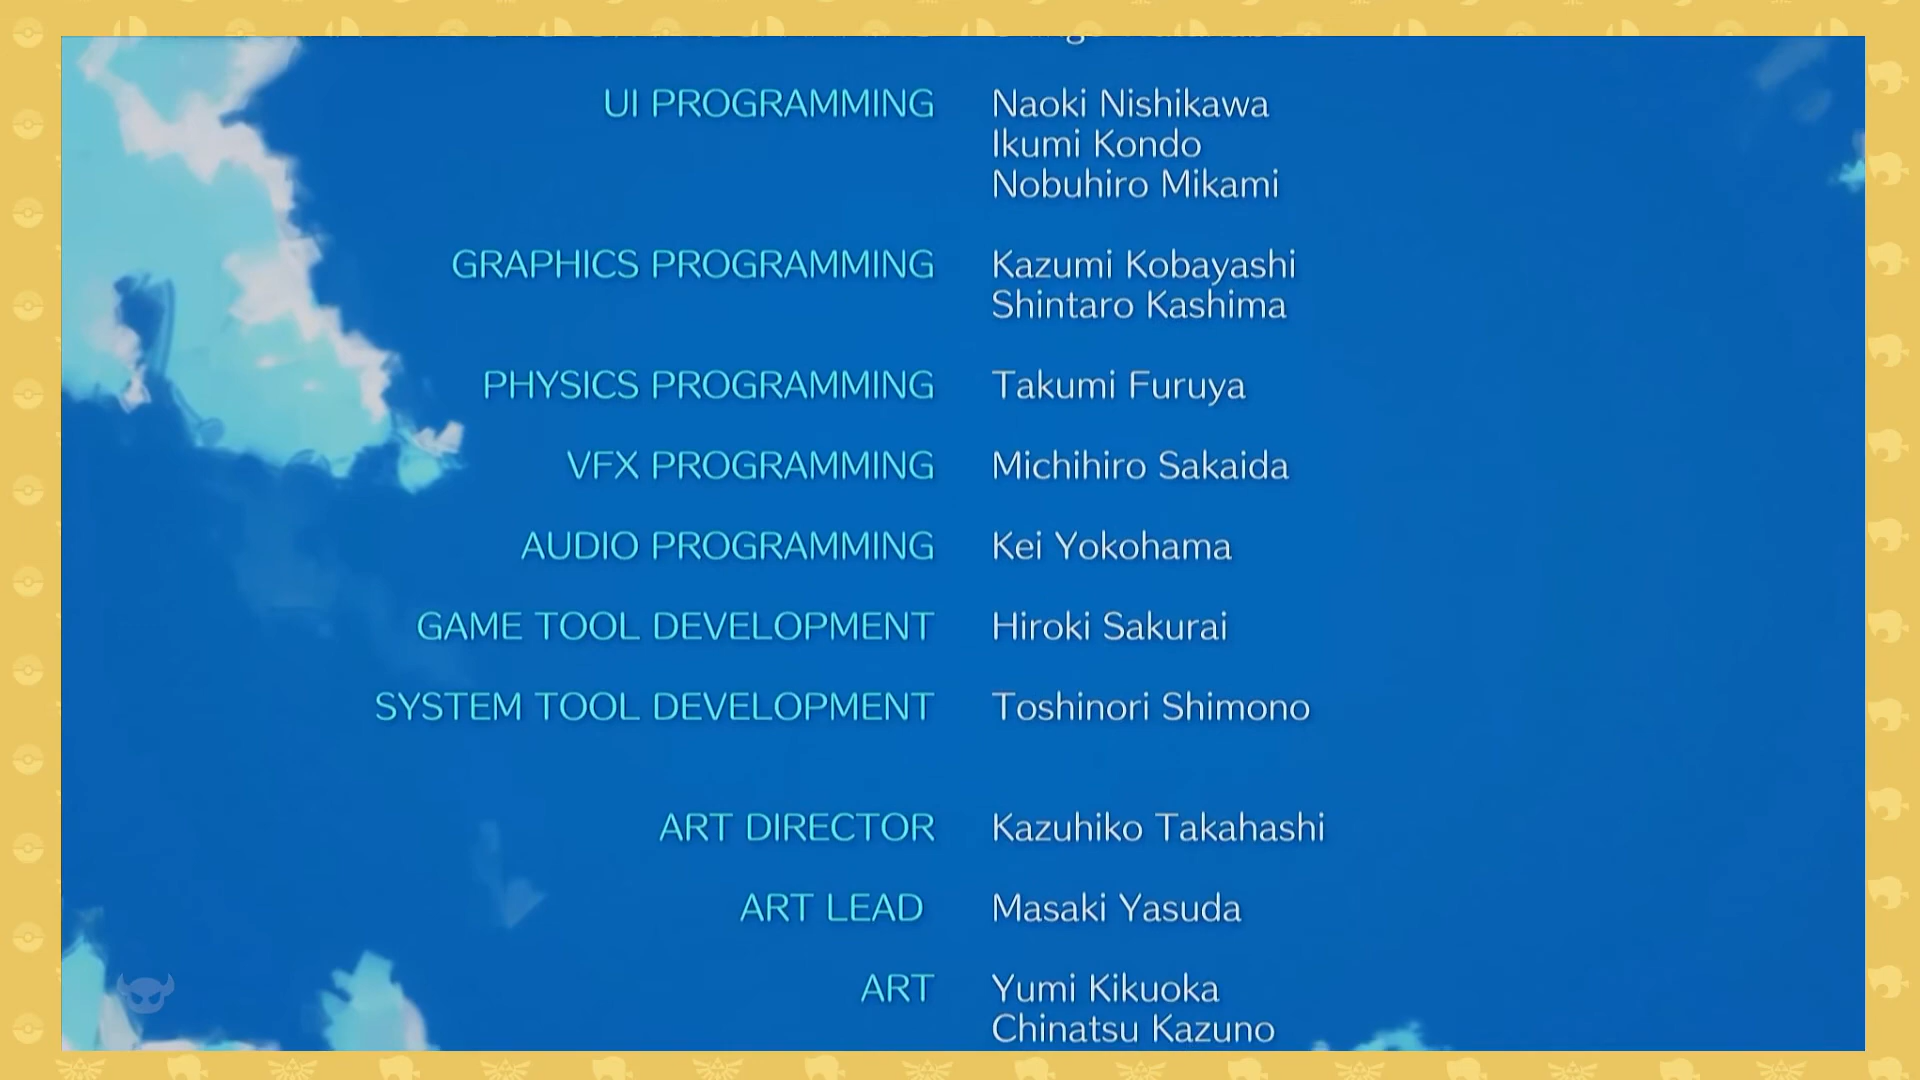 UI PROGRAMMING Naoki Nishikawa
Ikumi Kondo
Nobuhiro Mikami
GRAPHICS PROGRAMMING Kazumi Kobayashi
Shintaro Kashima
PHYSICS PROGRAMMING Takumi Furuya
VFX PROGRAMMING Michihiro Sakaida
AUDIO PROGRAMMING Kei Yokohama
GAME TOOL DEVELOPMENT Hiroki Sakurai
SYSTEM TOOL DEVELOPMENT Toshinori Shimono
ART DIRECTOR Kazuhiko Takahashi
ART LEAD Masaki Yasuda
ART Yumi Kikuoka
Chinatsu Kazuno